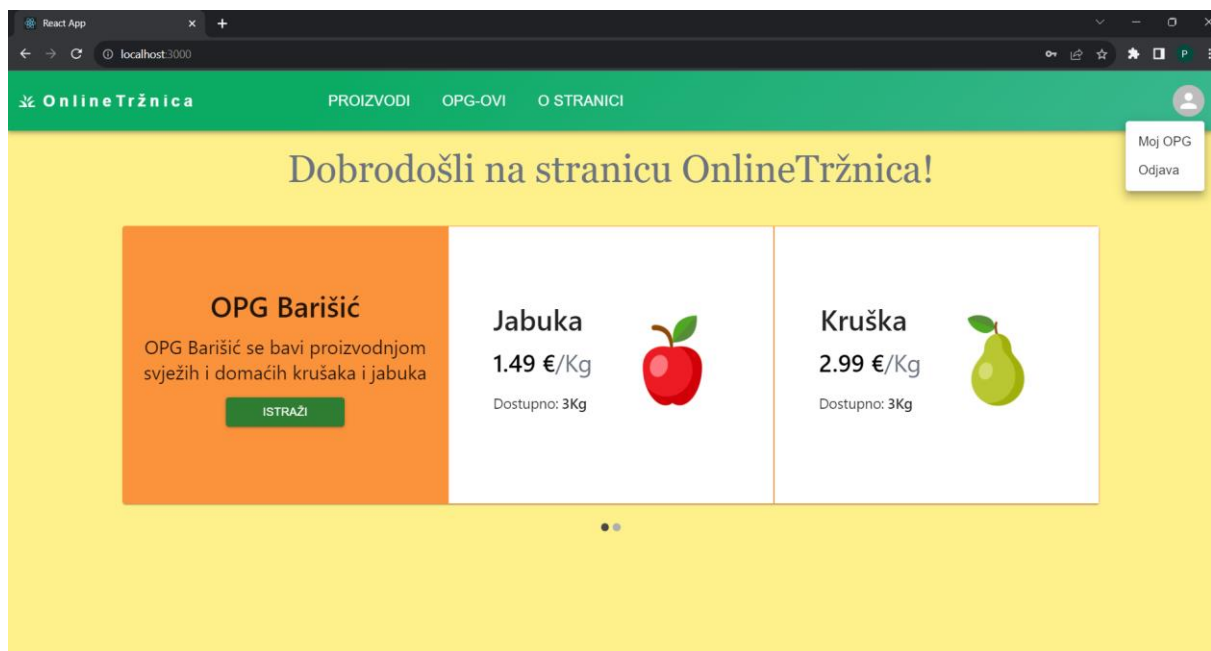 React App
localhost:3000
P
OnlineTržnica PROIZVODI OPG-OVI O STRANICI
Moj OPG
Odjava
Dobrodošli na stranicu OnlineTržnica!
OPG Barišić
OPG Barišić se bavi proizvodnjom
svježih i domaćih krušaka i jabuka
ISTRAŽI
Jabuka
1.49 €/Kg
Dostupno: 3Kg
Kruška
2.99 €/Kg
Dostupno: 3Kg